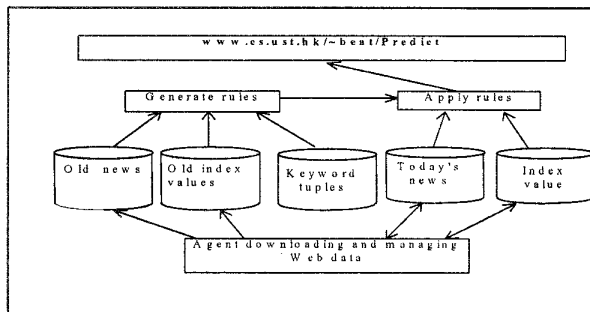 www.cs.ust.hk/~beat/Predict
Generate rules
Apply rules
Old news
Old index
values
Keyword
tuples
Today's
news
Index
value
Agent downloading and managing
Web data